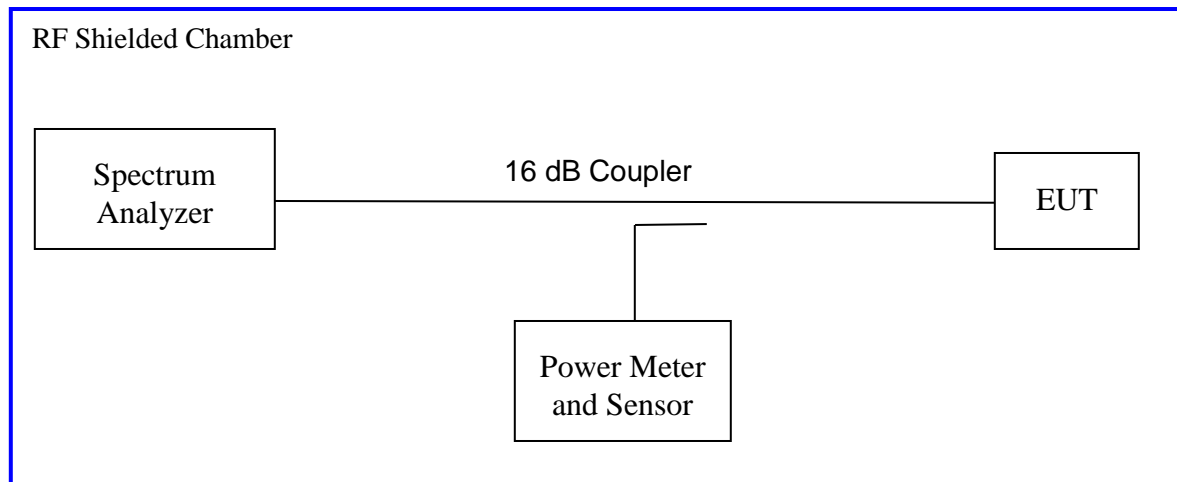 RF Shielded Chamber
Spectrum
Analyzer
16 dB Coupler
EUT
Power Meter
and Sensor